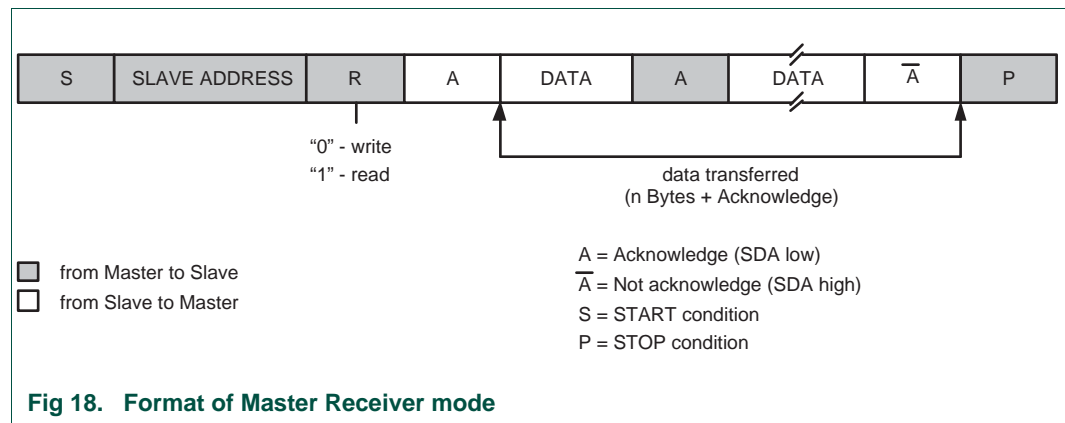 S SLAVE ADDRESS R A DATA A DATA A̅ P
“0” - write
“1” - read
data transferred
(n Bytes + Acknowledge)
from Master to Slave
from Slave to Master
A = Acknowledge (SDA low)
A̅ = Not acknowledge (SDA high)
S = START condition
P = STOP condition
Fig 18. Format of Master Receiver mode